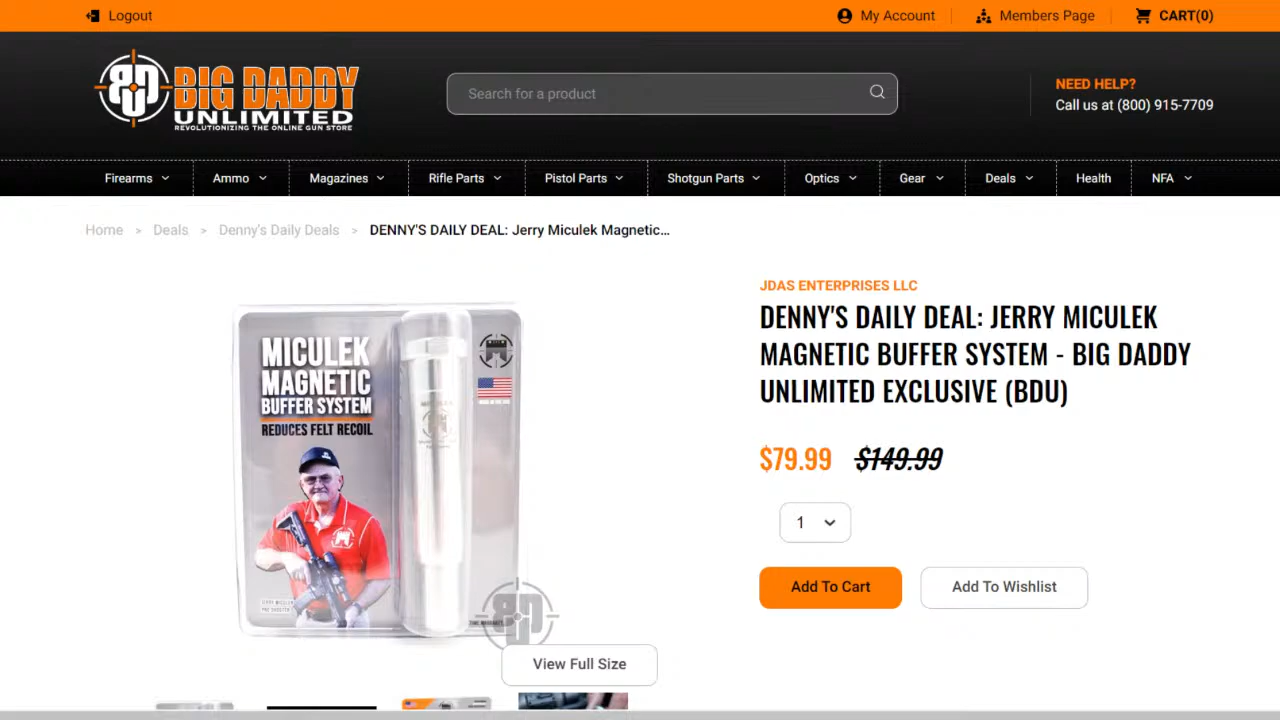 Logout
My Account
Members Page
CART(0)
BIG DADDY
UNLIMITED
REVOLUTIONIZING THE ONLINE GUN STORE
Search for a product
NEED HELP?
Call us at (800) 915-7709
Firearms
Ammo
Magazines
Rifle Parts
Pistol Parts
Shotgun Parts
Optics
Gear
Deals
Health
NFA
Home > Deals > Denny's Daily Deals > DENNY'S DAILY DEAL: Jerry Miculek Magnetic...
MICULEK
MAGNETIC
BUFFER SYSTEM
REDUCES FELT RECOIL
JERRY MICULEK
PRO SHOOTER
JDAS ENTERPRISES LLC
DENNY'S DAILY DEAL: JERRY MICULEK
MAGNETIC BUFFER SYSTEM - BIG DADDY
UNLIMITED EXCLUSIVE (BDU)
$79.99 $149.99
1
Add To Cart
Add To Wishlist
View Full Size